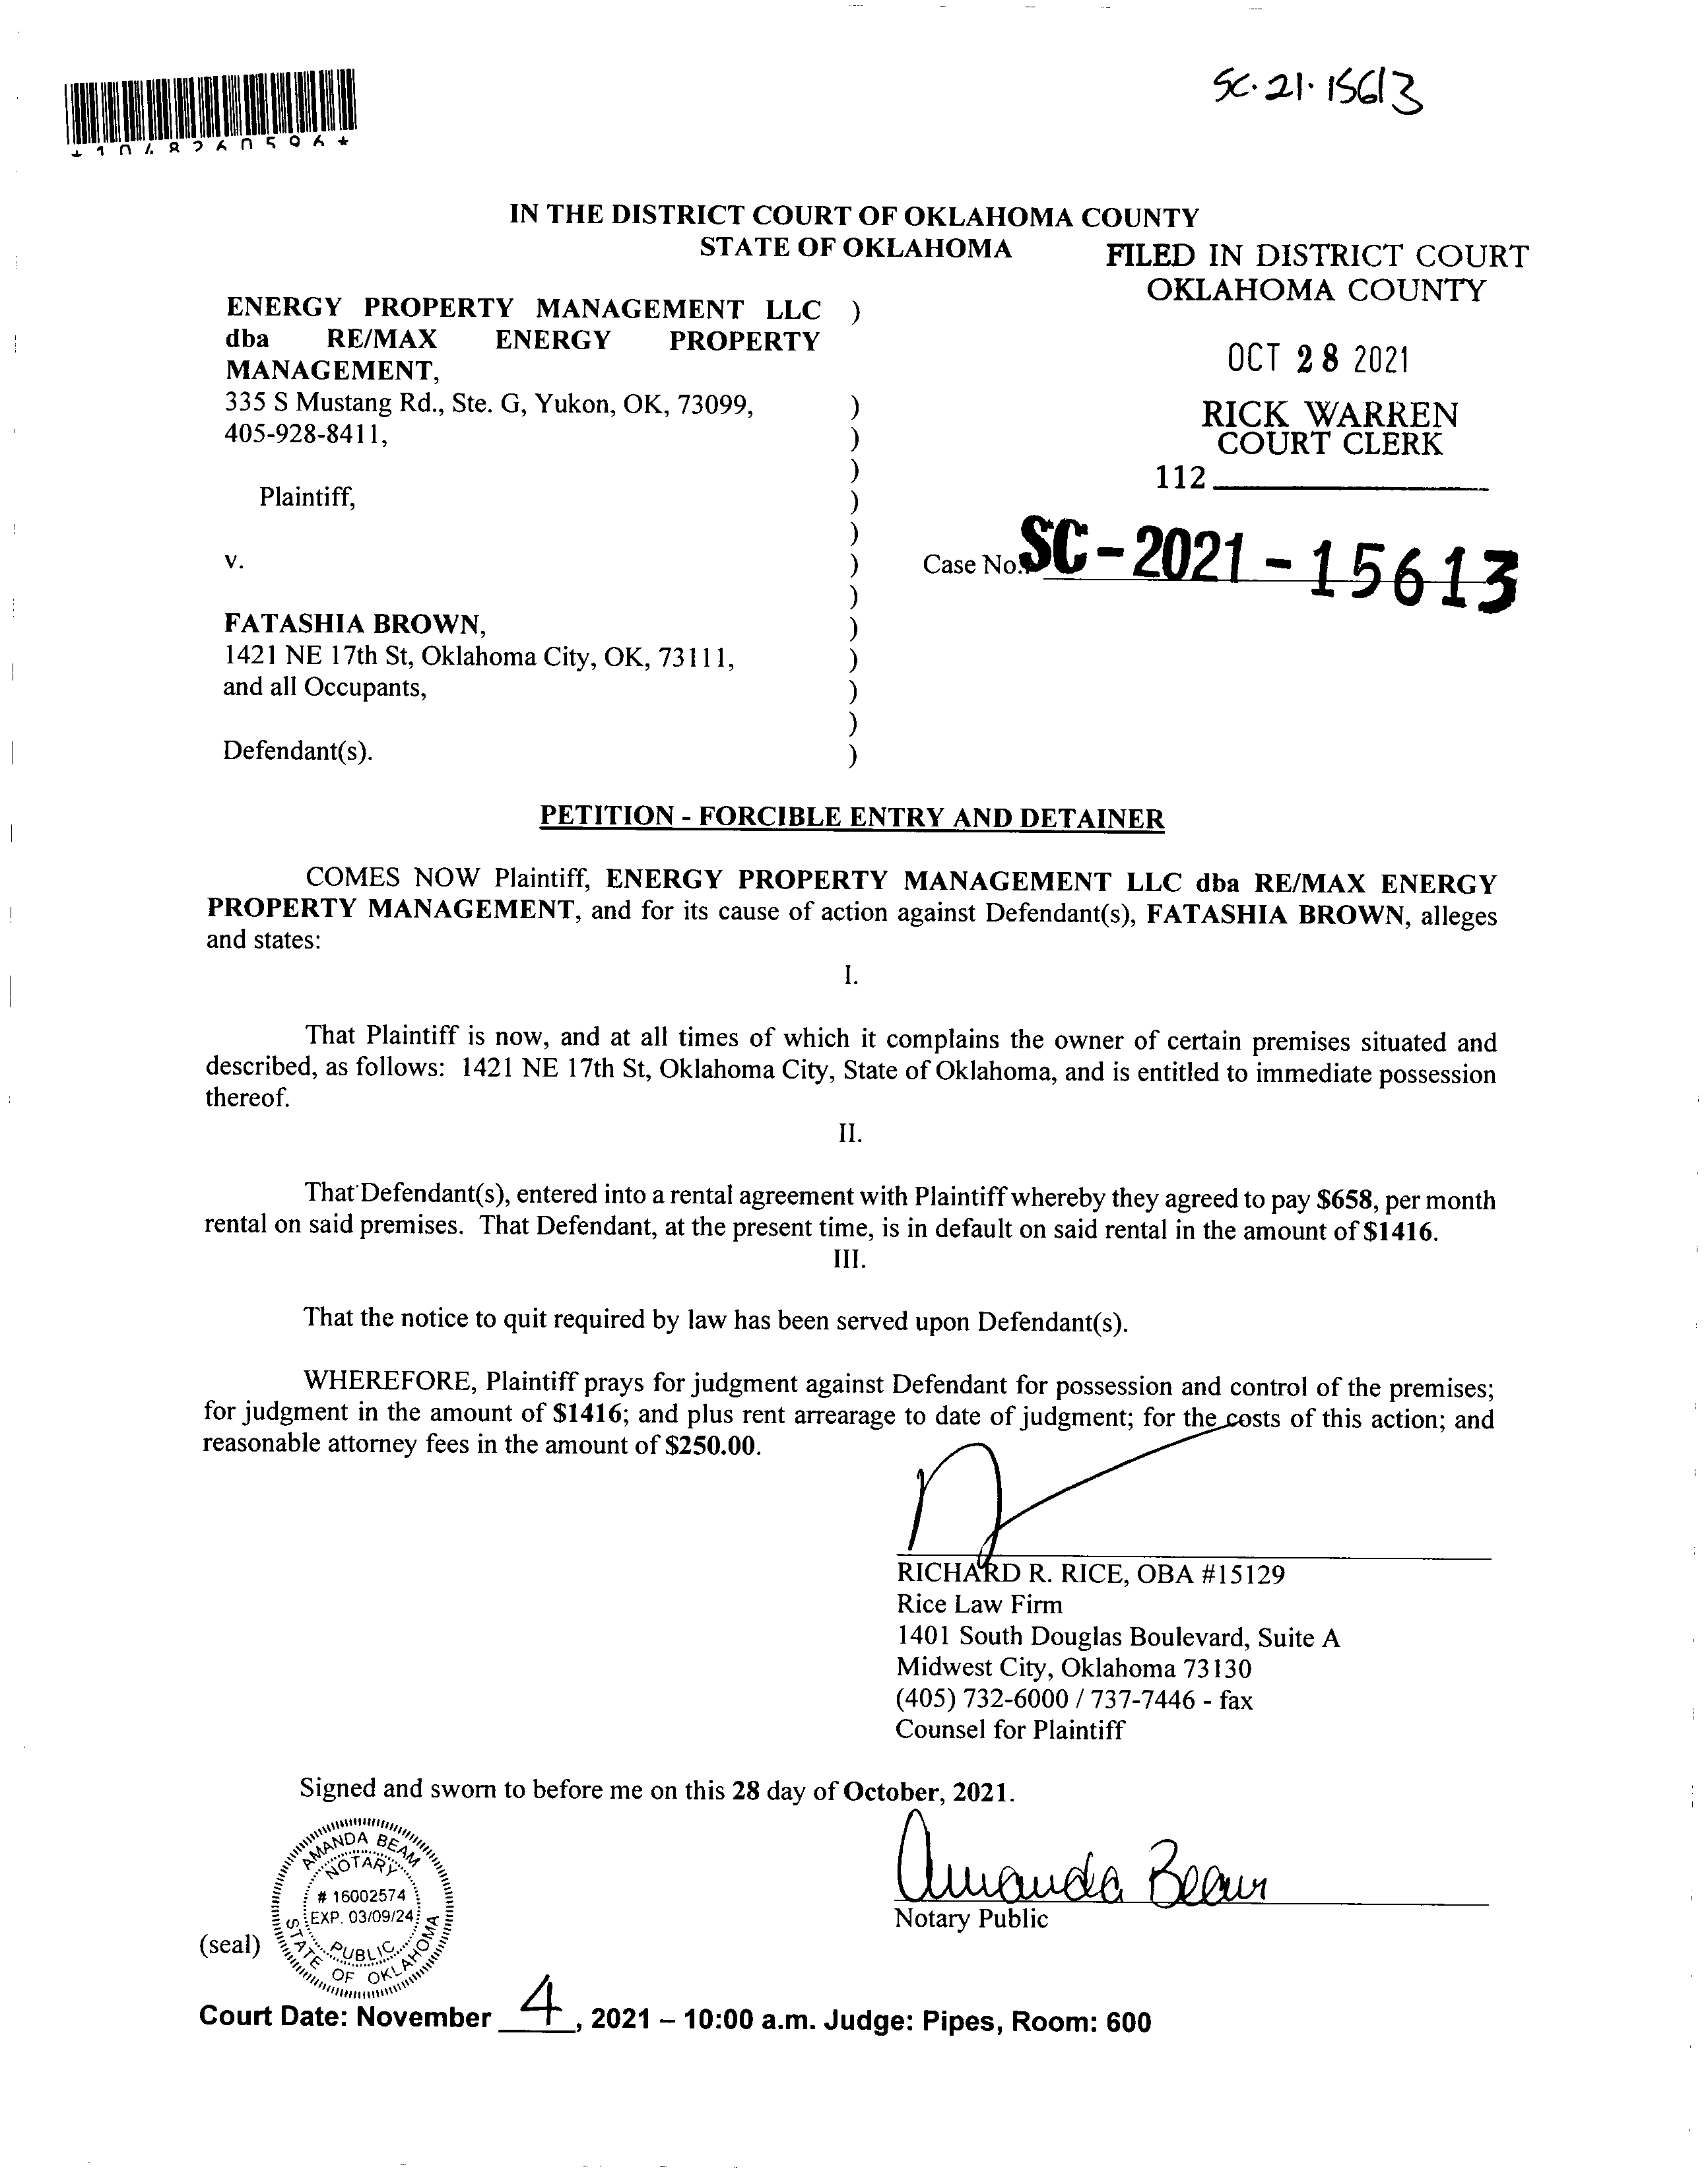 SC-21-15613
*1048260596*
IN THE DISTRICT COURT OF OKLAHOMA COUNTY
STATE OF OKLAHOMA
FILED IN DISTRICT COURT
OKLAHOMA COUNTY
OCT 28 2021
RICK WARREN
COURT CLERK
112
ENERGY PROPERTY MANAGEMENT LLC )
dba RE/MAX ENERGY PROPERTY
MANAGEMENT,
335 S Mustang Rd., Ste. G, Yukon, OK, 73099, )
405-928-8411, )
)
Plaintiff, )
)
v. )
)
FATASHIA BROWN, )
1421 NE 17th St, Oklahoma City, OK, 73111, )
and all Occupants, )
)
Defendant(s). )
Case No. SC-2021-15613
PETITION - FORCIBLE ENTRY AND DETAINER
COMES NOW Plaintiff, ENERGY PROPERTY MANAGEMENT LLC dba RE/MAX ENERGY
PROPERTY MANAGEMENT, and for its cause of action against Defendant(s), FATASHIA BROWN, alleges
and states:
I.
That Plaintiff is now, and at all times of which it complains the owner of certain premises situated and
described, as follows: 1421 NE 17th St, Oklahoma City, State of Oklahoma, and is entitled to immediate possession
thereof.
II.
That Defendant(s), entered into a rental agreement with Plaintiff whereby they agreed to pay $658, per month
rental on said premises. That Defendant, at the present time, is in default on said rental in the amount of $1416.
III.
That the notice to quit required by law has been served upon Defendant(s).
WHEREFORE, Plaintiff prays for judgment against Defendant for possession and control of the premises;
for judgment in the amount of $1416; and plus rent arrearage to date of judgment; for the costs of this action; and
reasonable attorney fees in the amount of $250.00.
RICHARD R. RICE, OBA #15129
Rice Law Firm
1401 South Douglas Boulevard, Suite A
Midwest City, Oklahoma 73130
(405) 732-6000 / 737-7446 - fax
Counsel for Plaintiff
Signed and sworn to before me on this 28 day of October, 2021.
AMANDA BEAM
NOTARY
# 16002574
EXP. 03/09/24
PUBLIC
STATE OF OKLAHOMA
(seal)
Amanda Beam
Notary Public
Court Date: November 4, 2021 – 10:00 a.m. Judge: Pipes, Room: 600